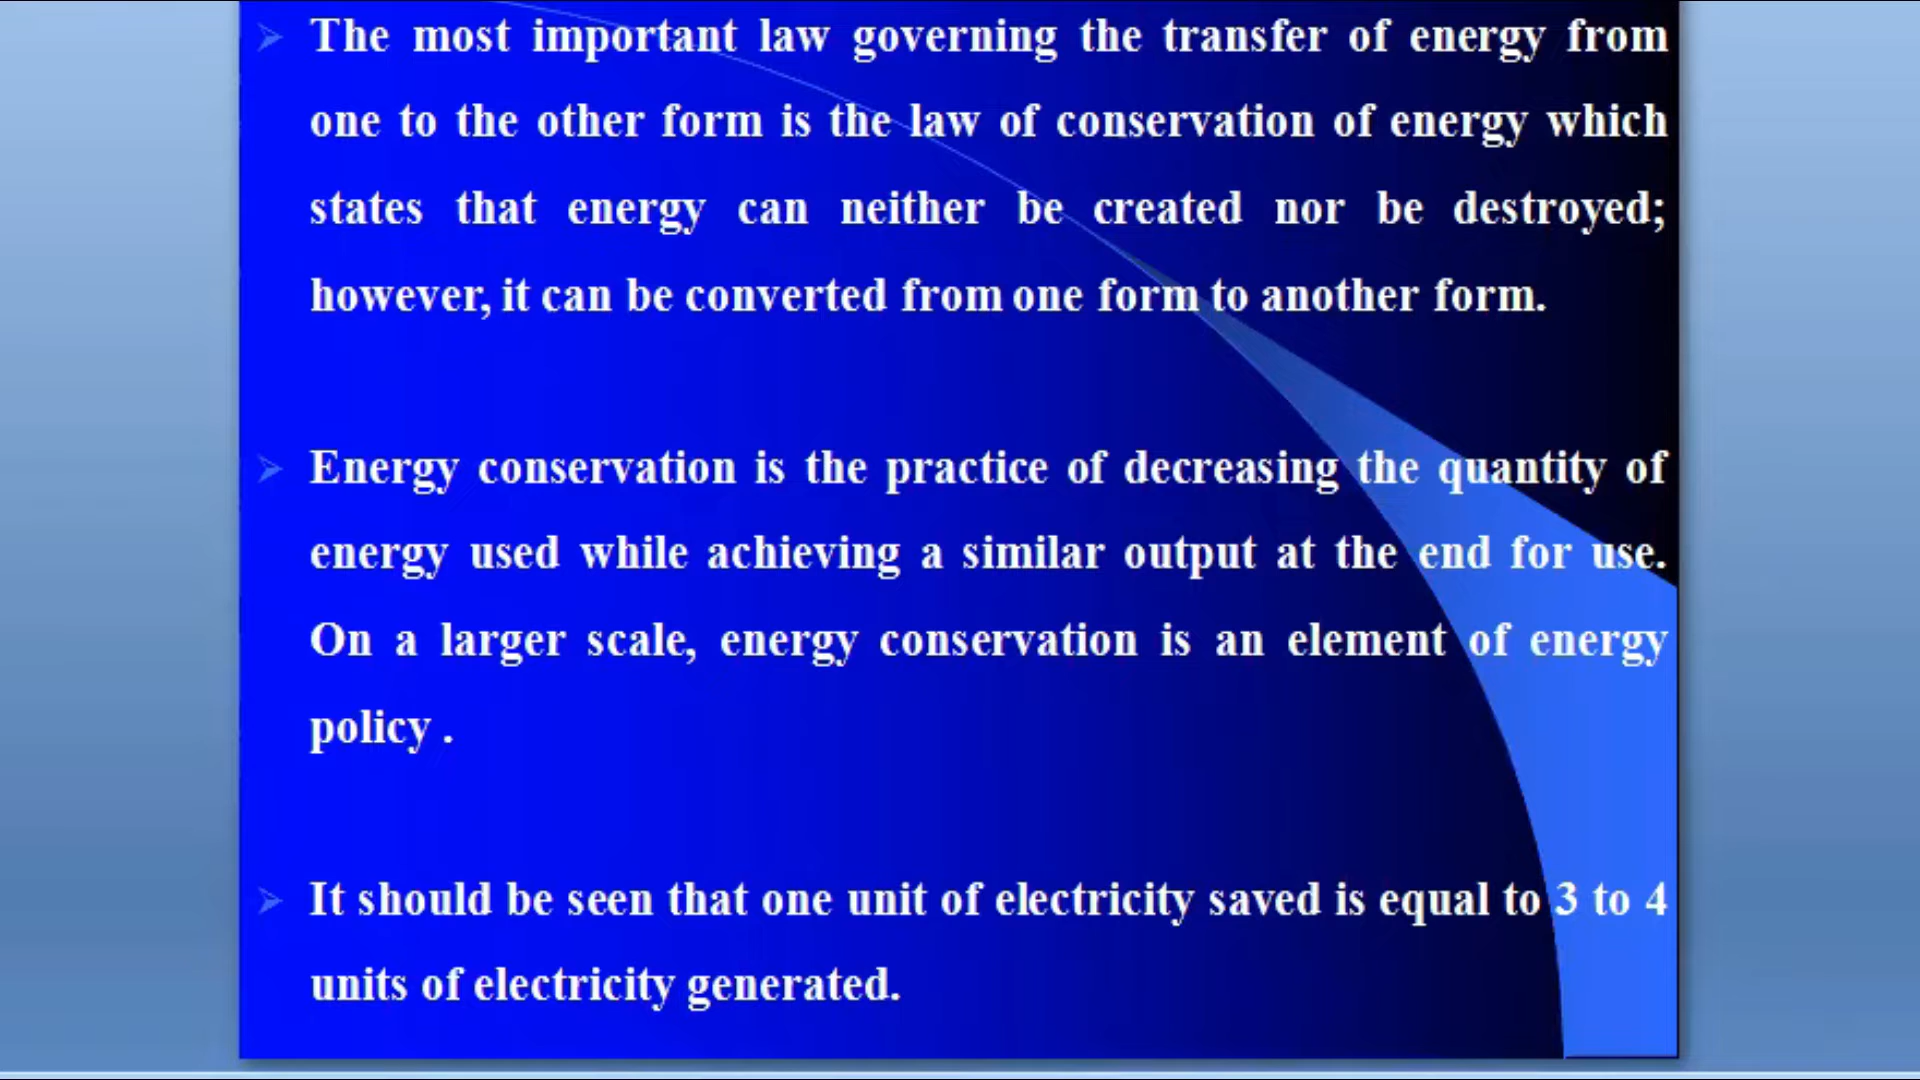 The most important law governing the transfer of energy from
one to the other form is the law of conservation of energy which
states that energy can neither be created nor be destroyed;
however, it can be converted from one form to another form.
Energy conservation is the practice of decreasing the quantity of
energy used while achieving a similar output at the end for use.
On a larger scale, energy conservation is an element of energy
policy .
It should be seen that one unit of electricity saved is equal to 3 to 4
units of electricity generated.